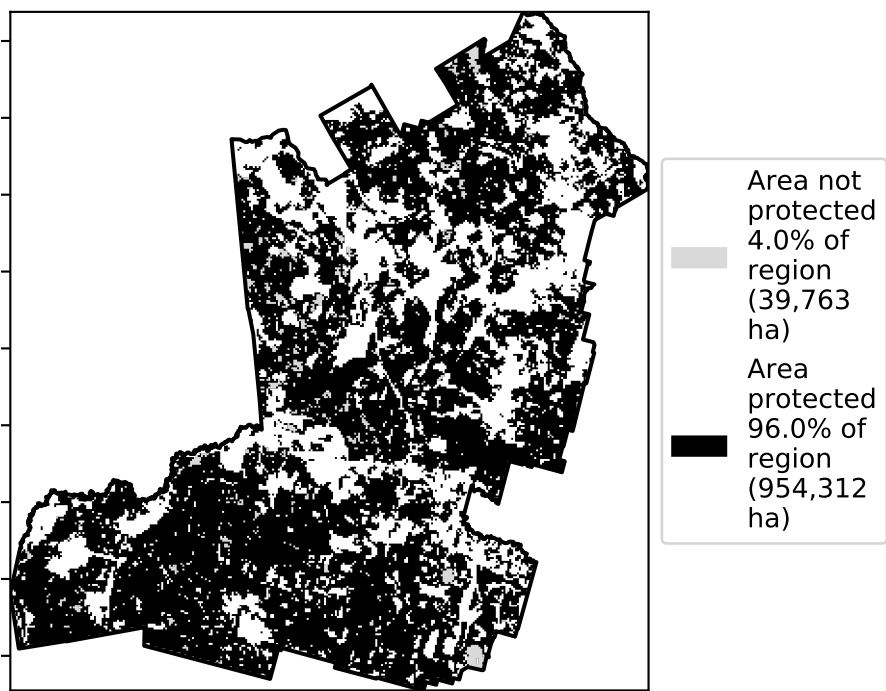 Area not
protected
4.0% of
region
(39,763
ha)
Area
protected
96.0% of
region
(954,312
ha)